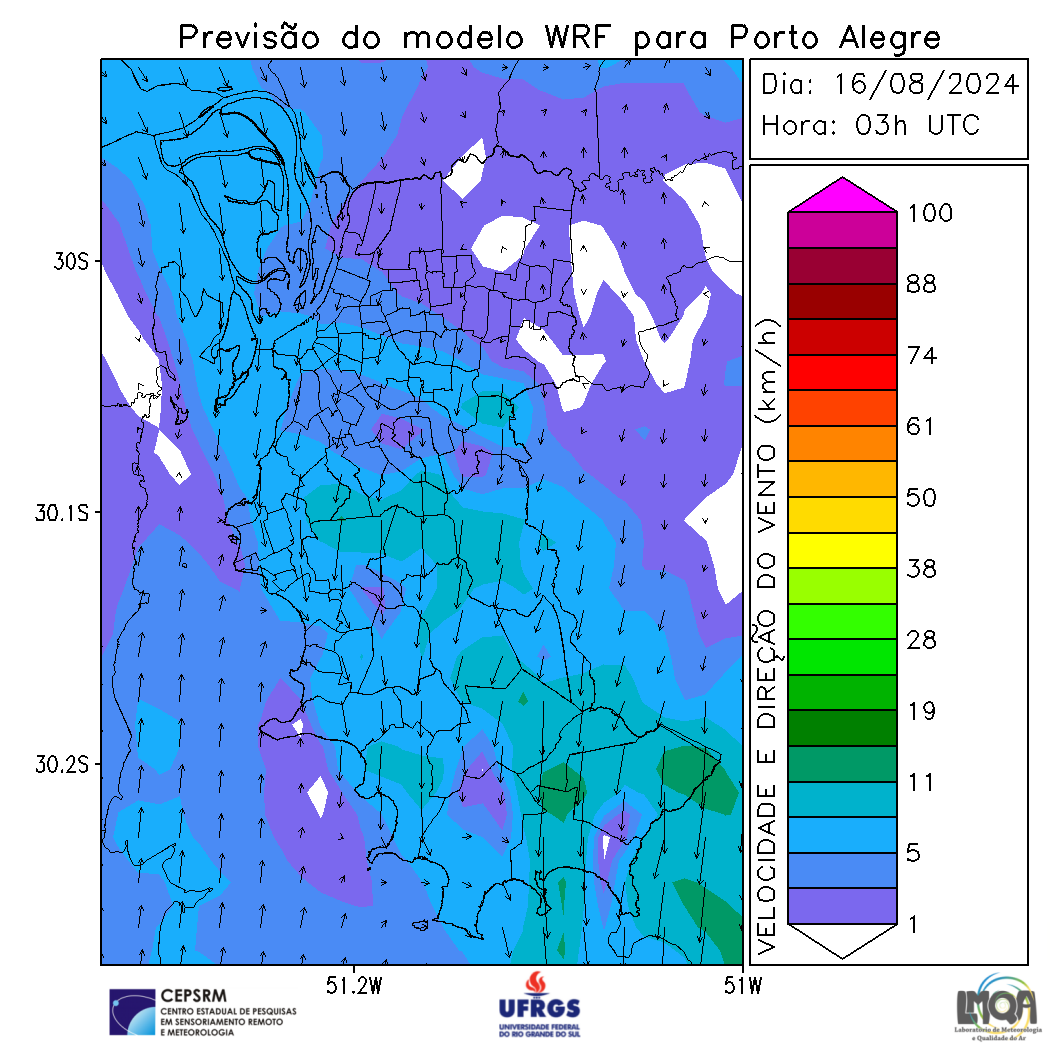 Previsão do modelo WRF para Porto Alegre
Dia: 16/08/2024
Hora: 03h UTC
30S
30.1S
30.2S
51.2W
51W
VELOCIDADE E DIREÇÃO DO VENTO (km/h)
100
88
74
61
50
38
28
19
11
5
1
CEPSRM
CENTRO ESTADUAL DE PESQUISAS
EM SENSORIAMENTO REMOTO
E METEOROLOGIA
UFRGS
UNIVERSIDADE FEDERAL
DO RIO GRANDE DO SUL
LMQA
Laboratório de Meteorologia
e Qualidade do Ar